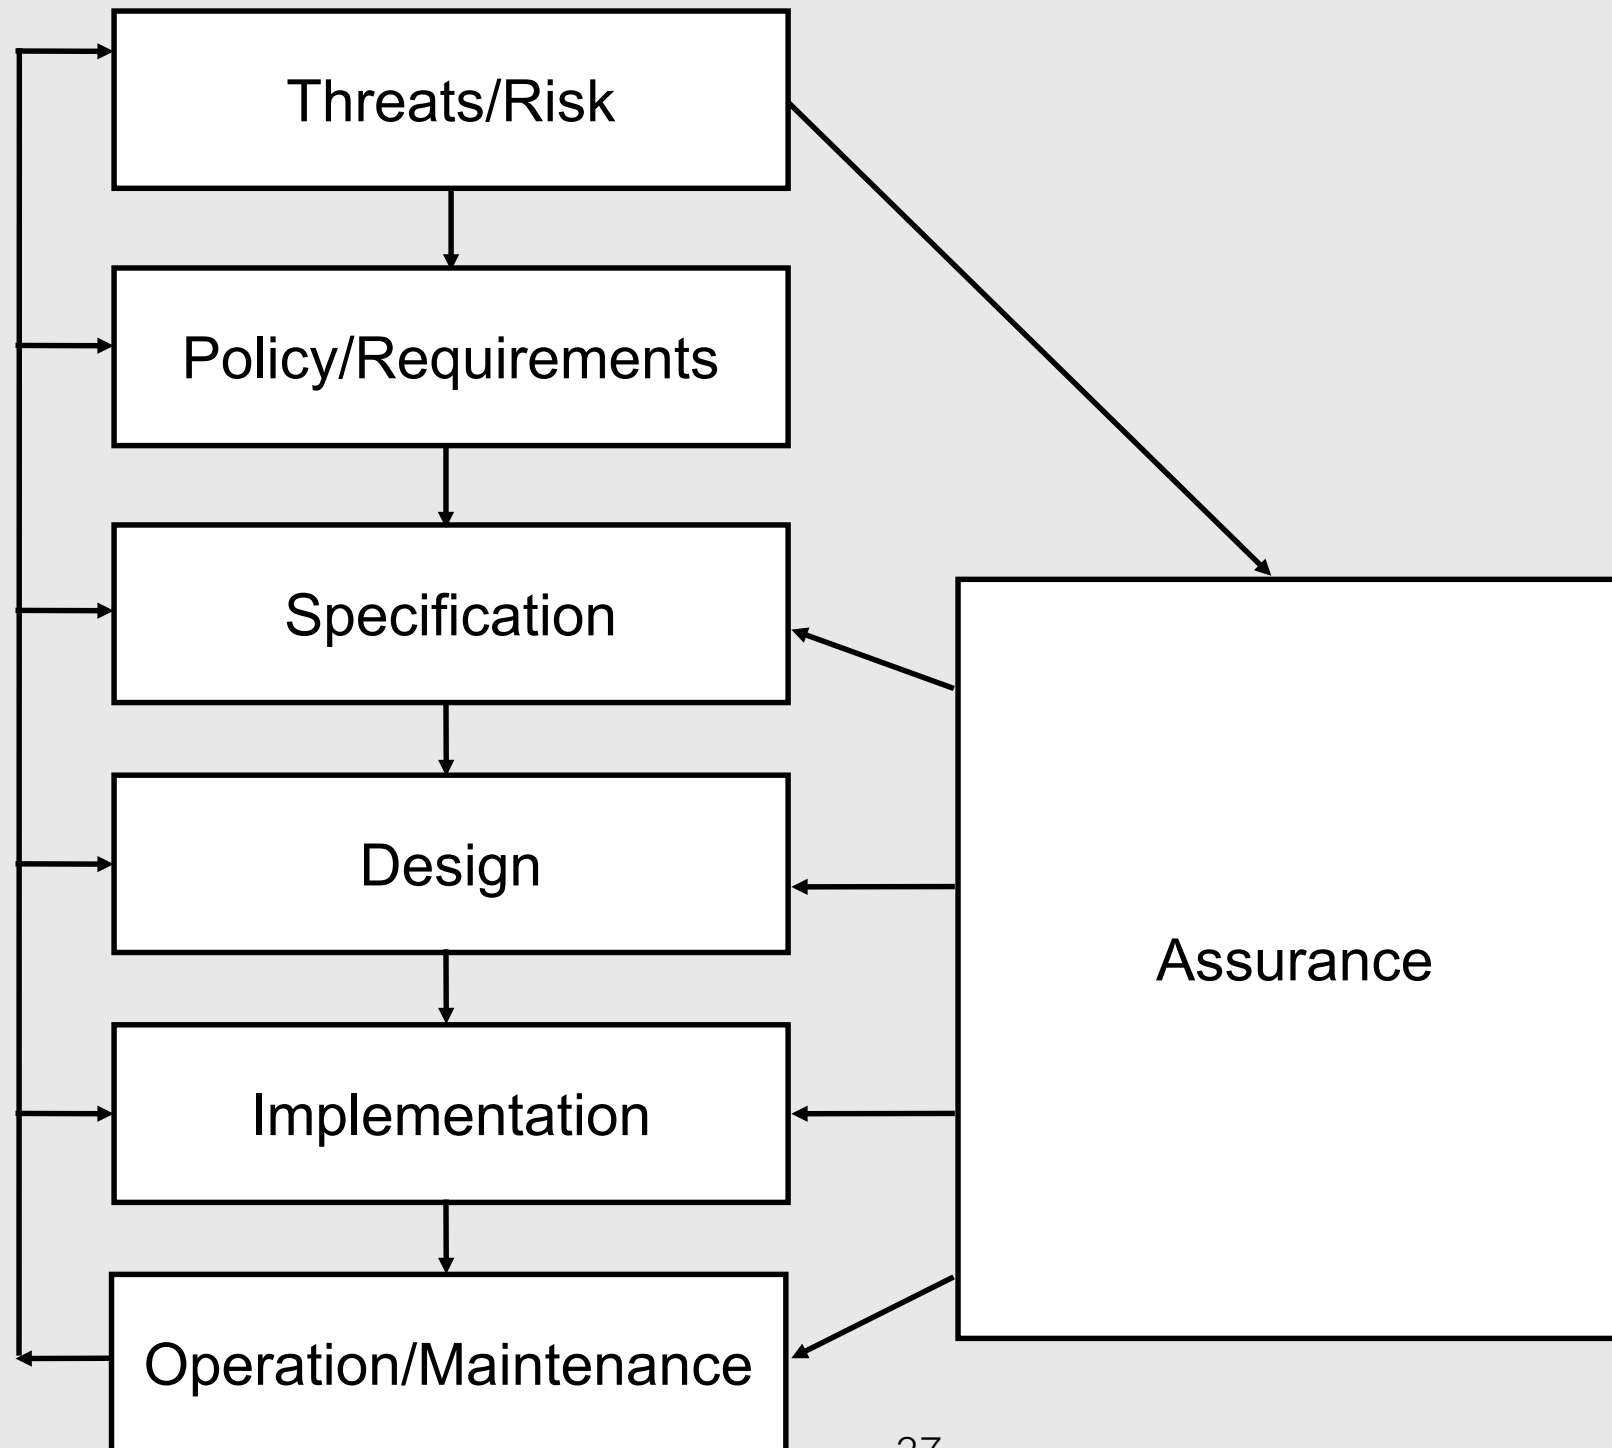 Threats/Risk
Policy/Requirements
Specification
Design
Assurance
Implementation
Operation/Maintenance